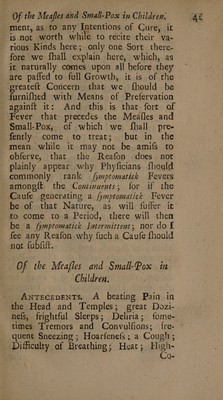 Of the Meaſles and Small-Pox in Children.
ment, as to any Intentions of Cure, it
is not worth while to recite their va-
rious Kinds here; only one Sort there-
fore we ſhall explain here, which, as
it naturally comes upon all before they
are paſſed to full Growth, it is of the
greateſt Concern that we ſhould be
furniſhed with Means of Preſervation
againſt it: And this is that ſort of
Fever that precedes the Meaſles and
Small-Pox, of which we ſhall pre-
ſently come to treat; but in the
mean while it may not be amiſs to
obſerve, that the Reaſon does not
plainly appear why Phyſicians ſhould
commonly rank ſymptomatick Fevers
amongſt the Continuents; for if the
Cauſe generating a ſymptomatick Fever
be of that Nature, as will ſuffer it
to come to a Period, there will then
be a ſymptomatick Intermittent; nor do I
ſee any Reaſon why ſuch a Cauſe ſhould
not ſubſiſt.
Of the Meaſles and Small-Pox in
Children.
ANTECEDENTS. A beating Pain in
the Head and Temples; great Dozi-
neſs, frightful Sleeps; Deliria; ſome-
times Tremors and Convulſions; fre-
quent Sneezing; Hoarſeneſs; a Cough;
Difficulty of Breathing; Heat; High-
Co-